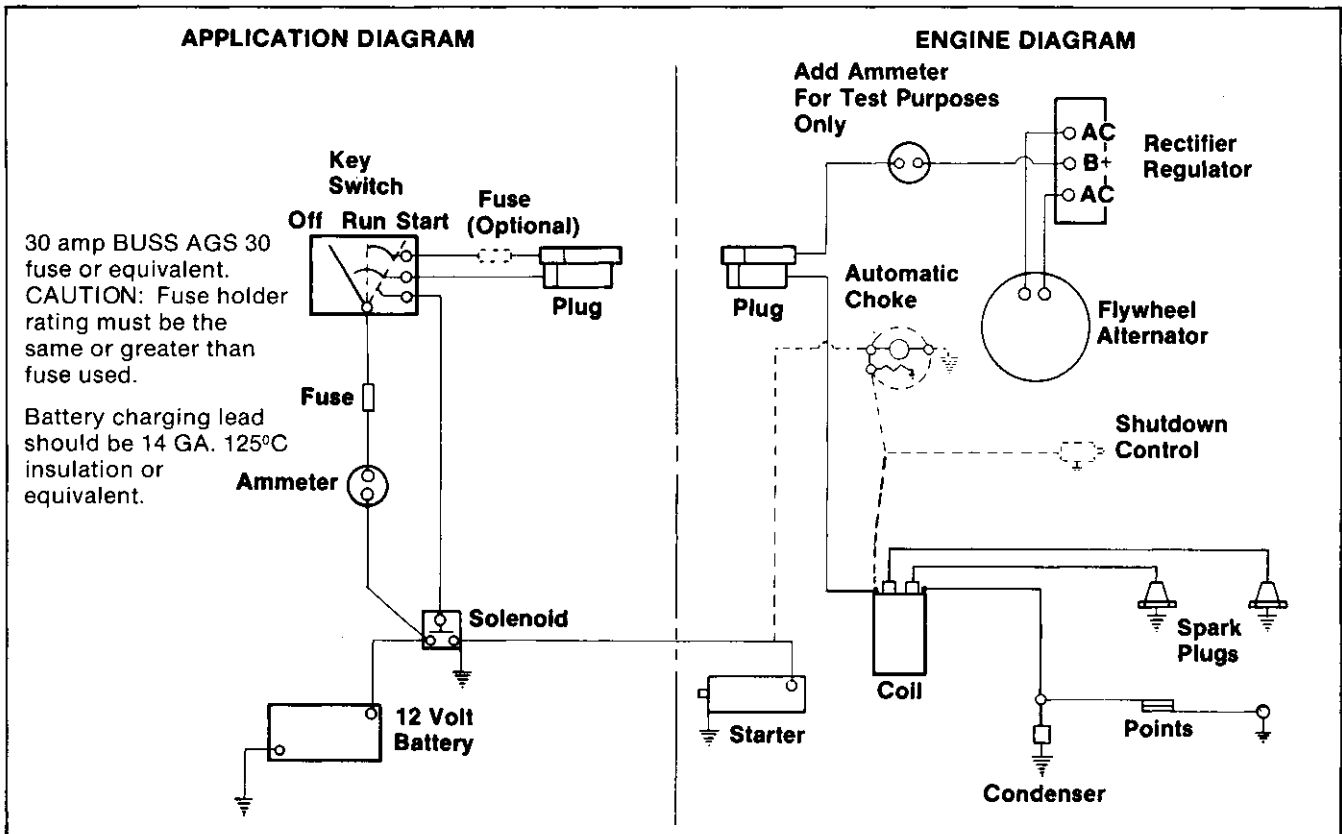 APPLICATION DIAGRAM
ENGINE DIAGRAM
Add Ammeter
For Test Purposes
Only
AC
B+
AC
Rectifier
Regulator
Key
Switch
Off Run Start
Fuse
(Optional)
Plug
30 amp BUSS AGS 30
fuse or equivalent.
CAUTION: Fuse holder
rating must be the
same or greater than
fuse used.
Battery charging lead
should be 14 GA. 125°C
insulation or
equivalent.
Fuse
Ammeter
Plug
Automatic
Choke
Flywheel
Alternator
Shutdown
Control
Solenoid
12 Volt
Battery
Starter
Coil
Spark
Plugs
Points
Condenser